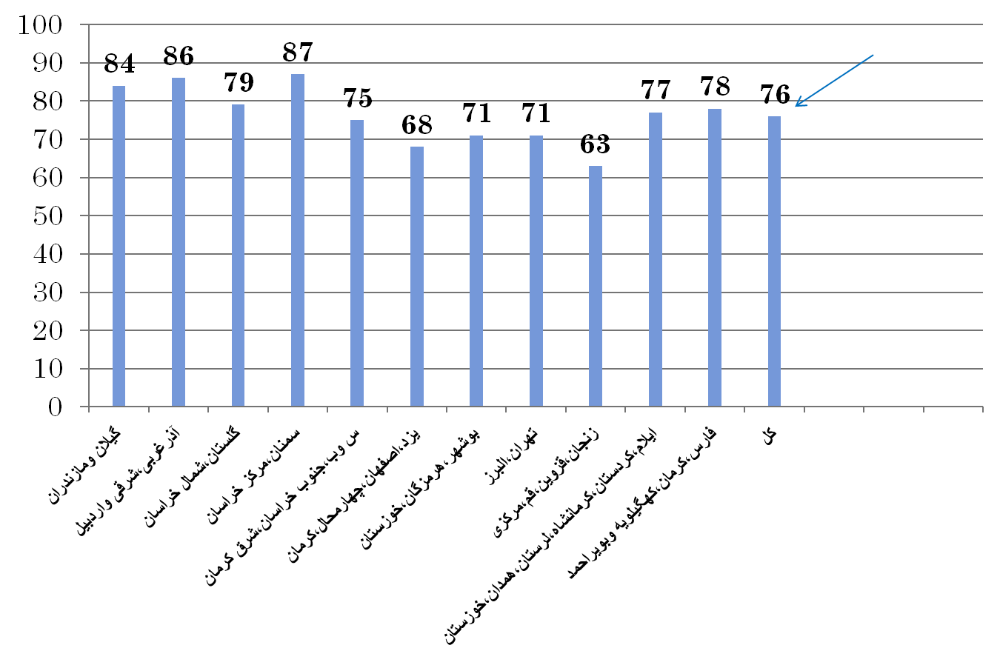 100
90
80
70
60
50
40
30
20
10
0
84
86
79
87
75
68
71
71
63
77
78
76
گیلان ومازندران
آذرغربی،شرقی واردبیل
گلستان،شمال خراسان
سمنان،مرکز خراسان
س وب،جنوب خراسان،شرق کرمان
یزد،اصفهان،چهارمحال،کرمان
بوشهر،هرمزگان،خوزستان
تهران،البرز
زنجان،قزوین،قم،مرکزی
ایلام،کردستان،کرمانشاه،لرستان،همدان،خوزستان
فارس،کرمان،کهگیلویه وبویراحمد
کل